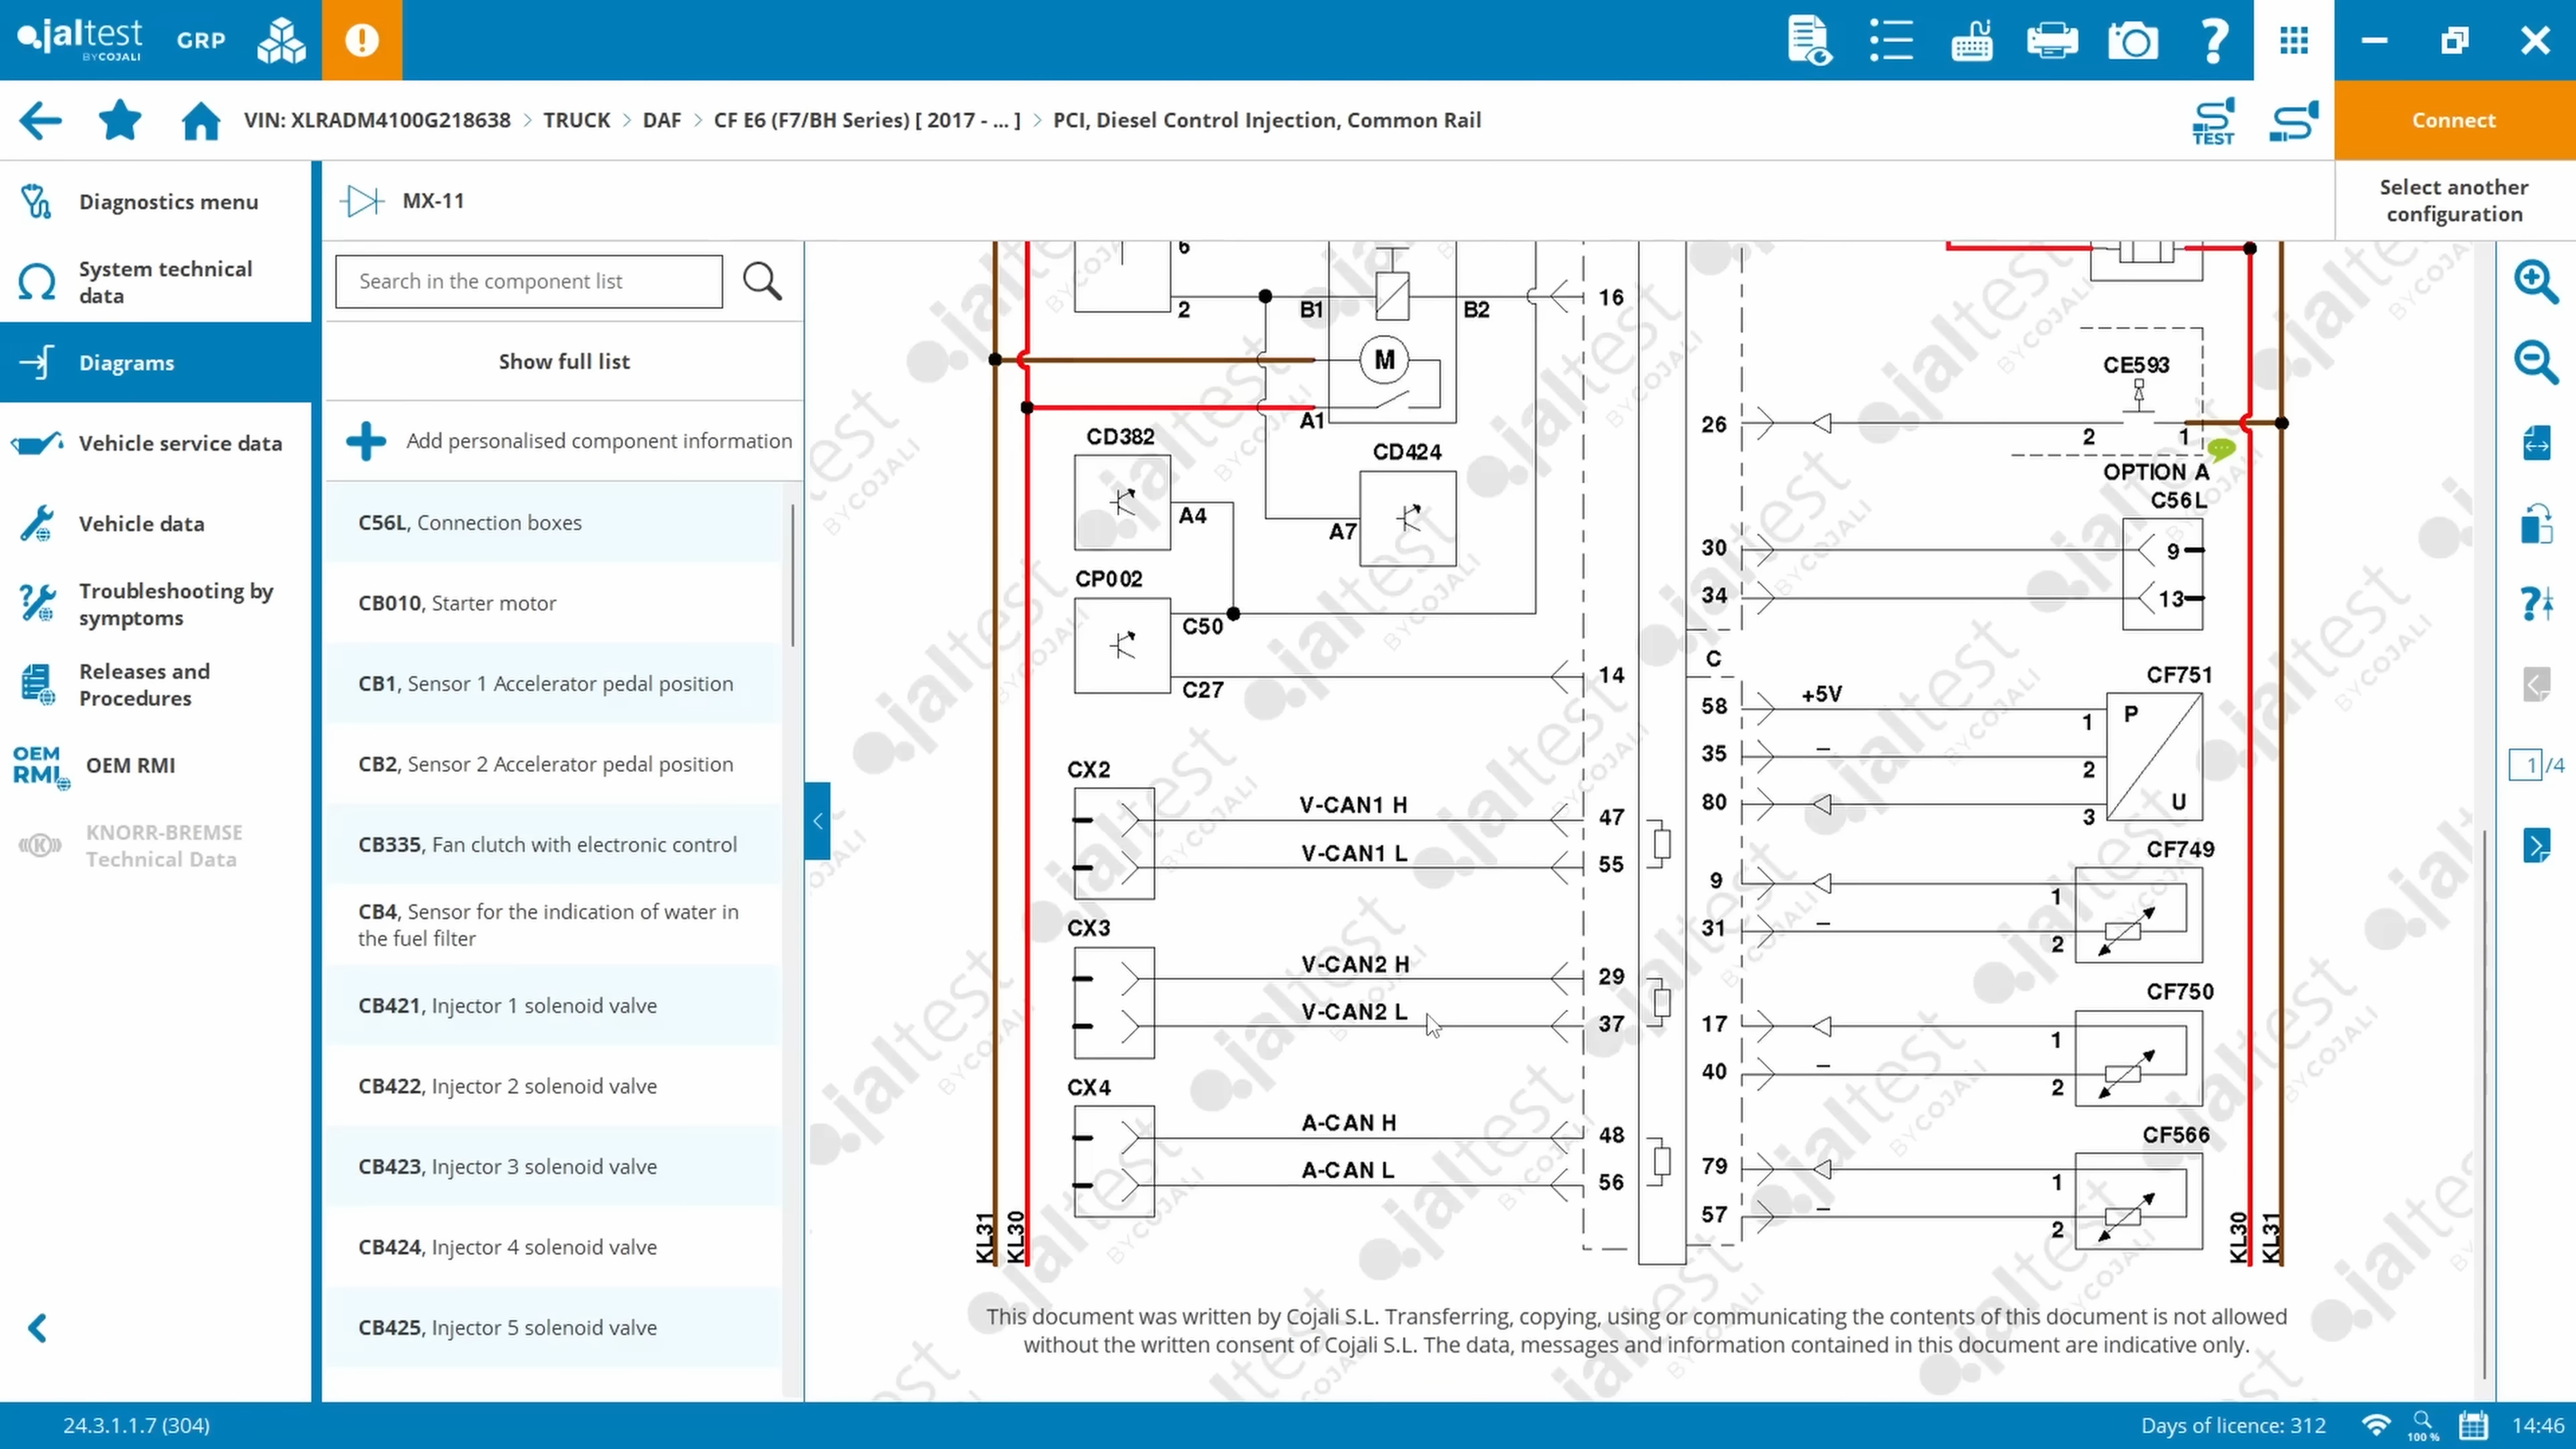 jaltest
BYCOJALI
GRP
VIN: XLRADM4100G218638 > TRUCK > DAF > CF E6 (F7/BH Series) [ 2017 - ... ] > PCI, Diesel Control Injection, Common Rail
TEST
Connect
Diagnostics menu
System technical
data
Diagrams
Vehicle service data
Vehicle data
Troubleshooting by
symptoms
Releases and
Procedures
OEM
RMI
OEM RMI
KNORR-BREMSE
Technical Data
MX-11
Select another
configuration
Search in the component list
Show full list
Add personalised component information
C56L, Connection boxes
CB010, Starter motor
CB1, Sensor 1 Accelerator pedal position
CB2, Sensor 2 Accelerator pedal position
CB335, Fan clutch with electronic control
CB4, Sensor for the indication of water in
the fuel filter
CB421, Injector 1 solenoid valve
CB422, Injector 2 solenoid valve
CB423, Injector 3 solenoid valve
CB424, Injector 4 solenoid valve
CB425, Injector 5 solenoid valve
6
2
B1
B2
16
M
A1
CD382
A4
CD424
A7
CP002
C50
C27
14
CX2
V-CAN1 H
47
V-CAN1 L
55
CX3
V-CAN2 H
29
V-CAN2 L
37
CX4
A-CAN H
48
A-CAN L
56
KL31
KL30
CE593
26
2
1
OPTION A
C56L
30
9
34
13
C
CF751
58
+5V
1
P
35
2
80
3
U
CF749
9
1
31
2
CF750
17
1
40
2
CF566
79
1
57
2
KL30
KL31
This document was written by Cojali S.L. Transferring, copying, using or communicating the contents of this document is not allowed
without the written consent of Cojali S.L. The data, messages and information contained in this document are indicative only.
1 /4
24.3.1.1.7 (304)
Days of licence: 312
100 %
14:46